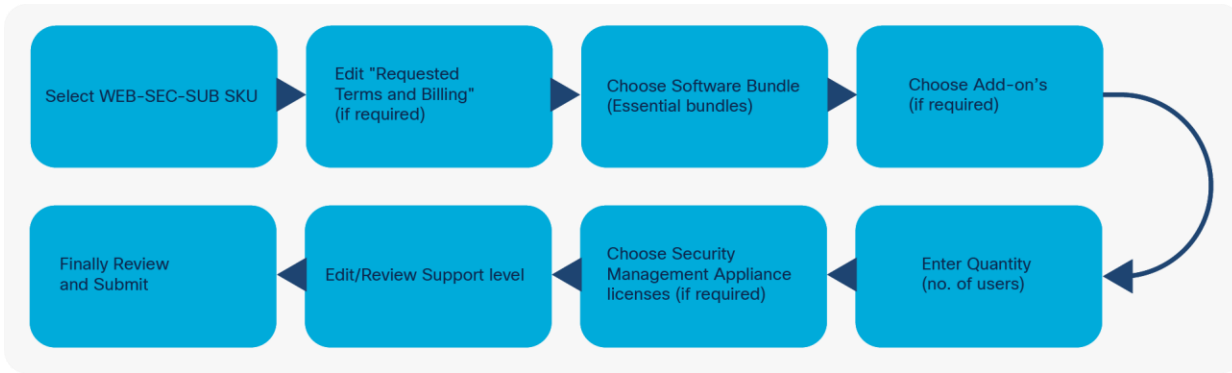 Select WEB-SEC-SUB SKU
Edit "Requested
Terms and Billing"
(if required)
Choose Software Bundle
(Essential bundles)
Choose Add-on's
(if required)
Enter Quantity
(no. of users)
Choose Security
Management Appliance
licenses (if required)
Edit/Review Support level
Finally Review
and Submit